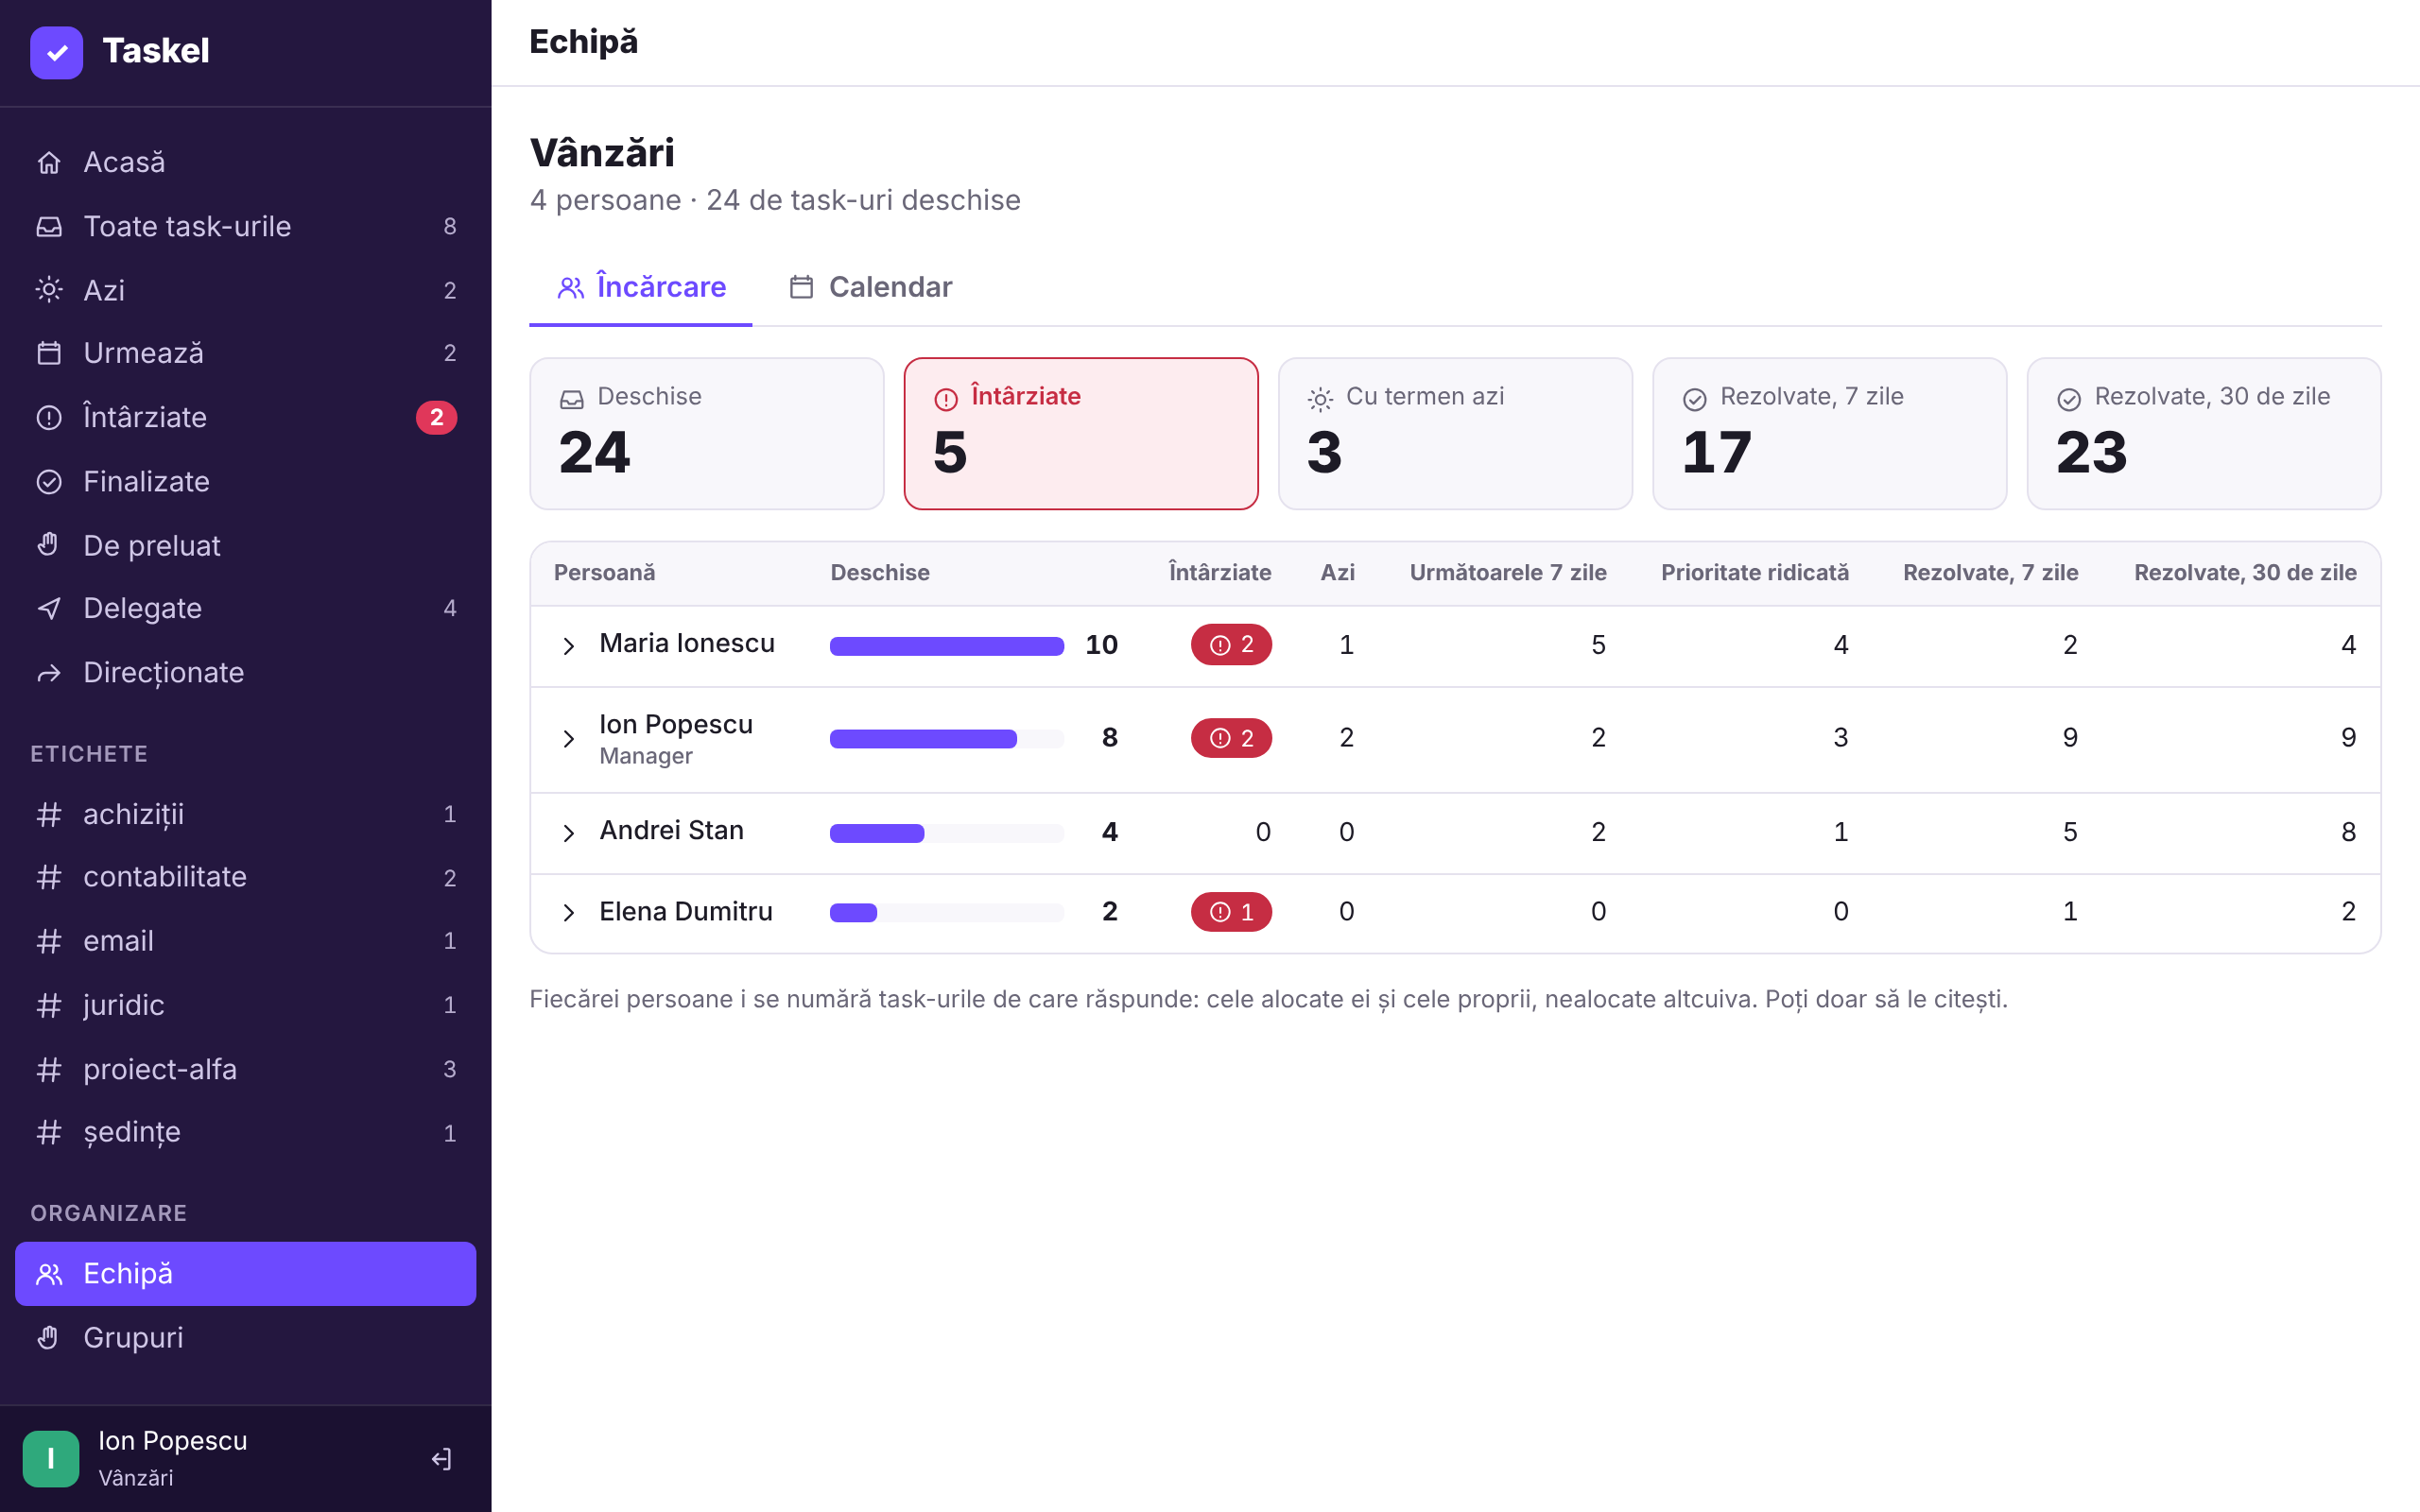 Taskel
Acasă
Toate task-urile 8
Azi 2
Urmează 2
Întârziate 2
Finalizate
De preluat
Delegate 4
Direcționate
ETICHETE
achiziții 1
contabilitate 2
email 1
juridic 1
proiect-alfa 3
ședințe 1
ORGANIZARE
Echipă
Grupuri
I
Ion Popescu
Vânzări
Echipă
Vânzări
4 persoane · 24 de task-uri deschise
Încărcare Calendar
Deschise
24
Întârziate
5
Cu termen azi
3
Rezolvate, 7 zile
17
Rezolvate, 30 de zile
23
Persoană Deschise Întârziate Azi Următoarele 7 zile Prioritate ridicată Rezolvate, 7 zile Rezolvate, 30 de zile
Maria Ionescu 10 2 1 5 4 2 4
Ion Popescu 8 2 2 2 3 9 9
Manager
Andrei Stan 4 0 0 2 1 5 8
Elena Dumitru 2 1 0 0 0 1 2
Fiecărei persoane i se numără task-urile de care răspunde: cele alocate ei și cele proprii, nealocate altcuiva. Poți doar să le citești.